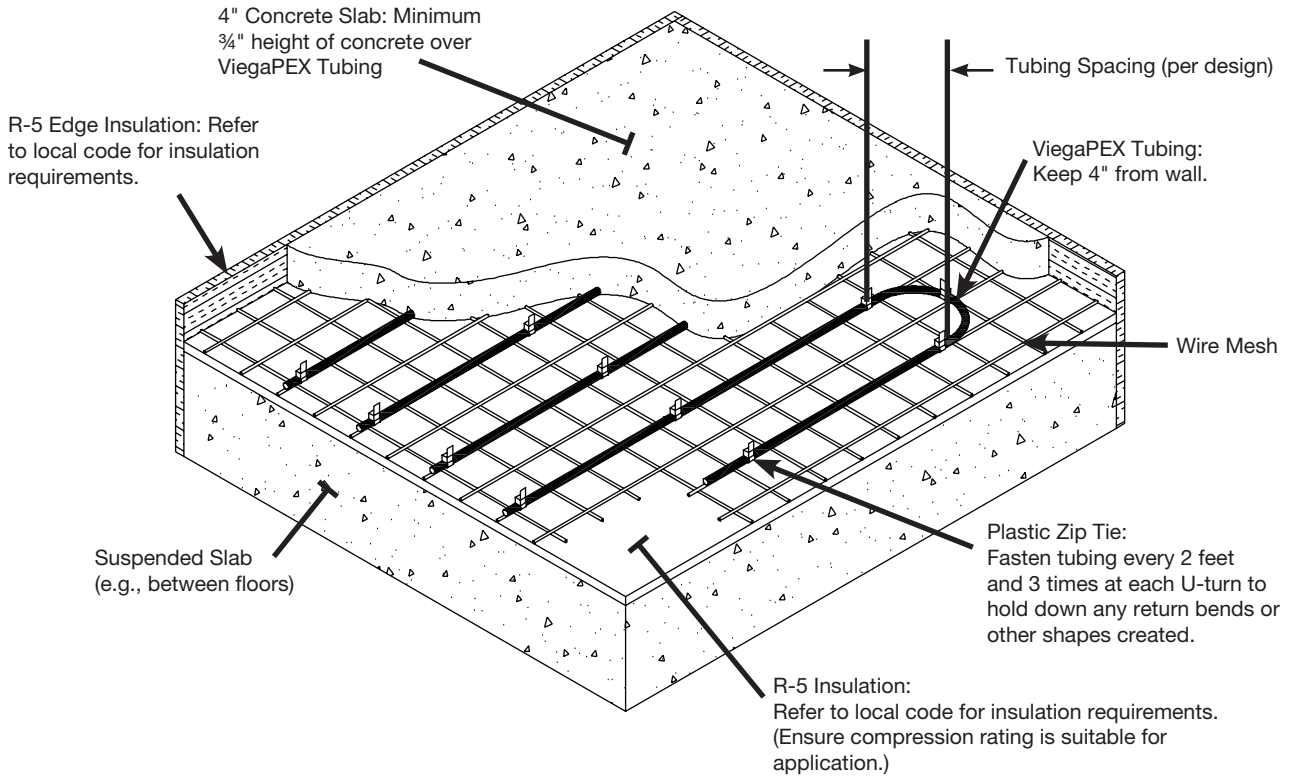 4" Concrete Slab: Minimum
¾" height of concrete over
ViegaPEX Tubing
Tubing Spacing (per design)
R-5 Edge Insulation: Refer
to local code for insulation
requirements.
ViegaPEX Tubing:
Keep 4" from wall.
Wire Mesh
Suspended Slab
(e.g., between floors)
Plastic Zip Tie:
Fasten tubing every 2 feet
and 3 times at each U-turn to
hold down any return bends or
other shapes created.
R-5 Insulation:
Refer to local code for insulation requirements.
(Ensure compression rating is suitable for
application.)